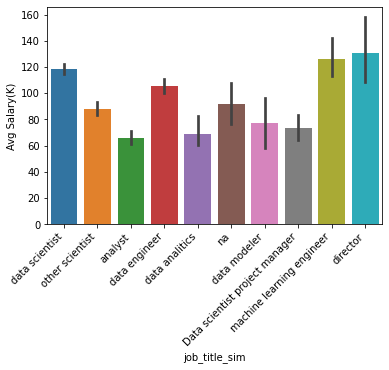 160
140
120
100
80
60
40
20
0
Avg Salary(K)
data scientist
other scientist
analyst
data engineer
data analitics
na
data modeler
Data scientist project manager
machine learning engineer
director
job_title_sim